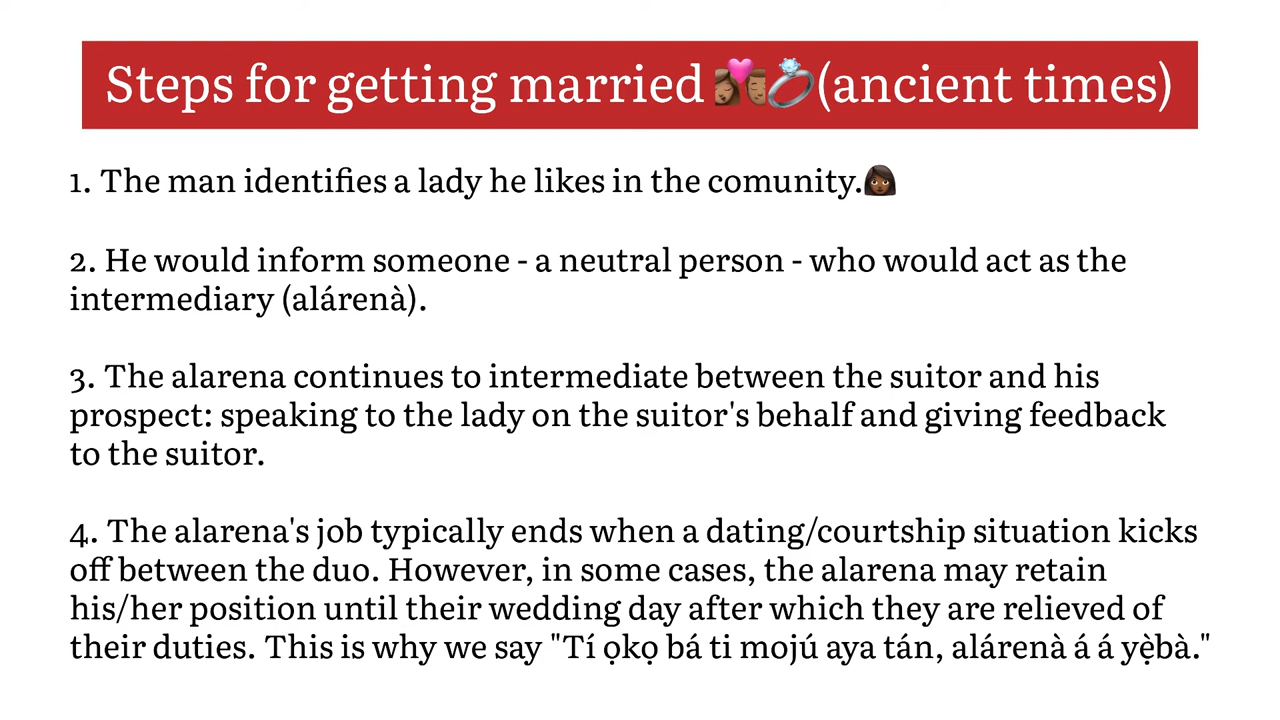 Steps for getting married 💏🏽💍(ancient times)
1. The man identifies a lady he likes in the comunity.👩🏾
2. He would inform someone - a neutral person - who would act as the
intermediary (alárenà).
3. The alarena continues to intermediate between the suitor and his
prospect: speaking to the lady on the suitor's behalf and giving feedback
to the suitor.
4. The alarena's job typically ends when a dating/courtship situation kicks
off between the duo. However, in some cases, the alarena may retain
his/her position until their wedding day after which they are relieved of
their duties. This is why we say "Tí ọkọ bá ti mojú aya tán, alárenà á á yẹ̀bà."